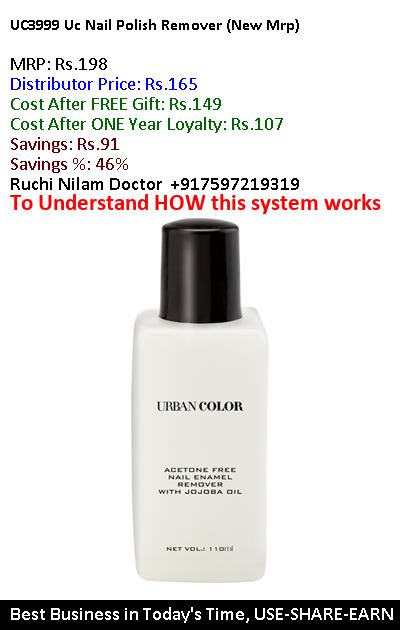 UC3999 Uc Nail Polish Remover (New Mrp)
MRP: Rs.198
Distributor Price: Rs.165
Cost After FREE Gift: Rs.149
Cost After ONE Year Loyalty: Rs.107
Savings: Rs.91
Savings %: 46%
Ruchi Nilam Doctor +917597219319
To Understand HOW this system works
URBAN COLOR
ACETONE FREE
NAIL ENAMEL
REMOVER
WITH JOJOBA OIL
NET VOL.: 110ml
Best Business in Today's Time, USE-SHARE-EARN